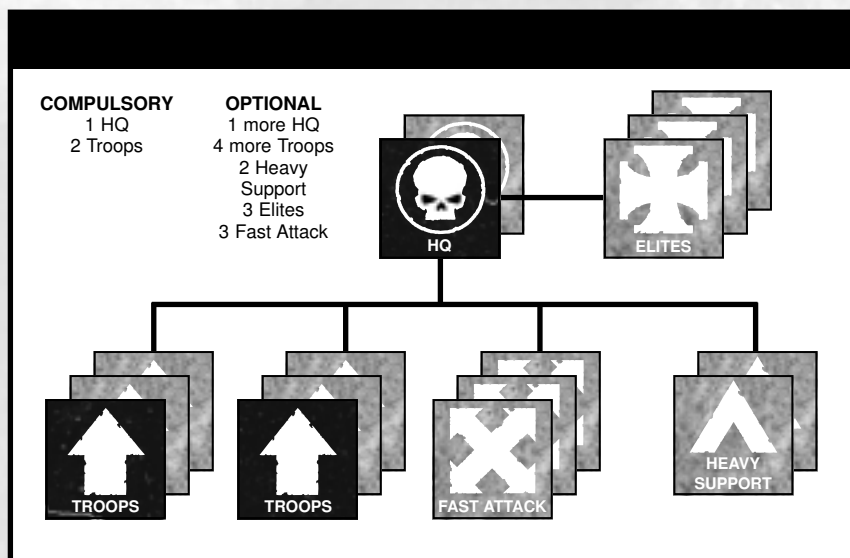 COMPULSORY
1 HQ
2 Troops
OPTIONAL
1 more HQ
4 more Troops
2 Heavy
Support
3 Elites
3 Fast Attack
HQ
ELITES
TROOPS
TROOPS
FAST ATTACK
HEAVY
SUPPORT